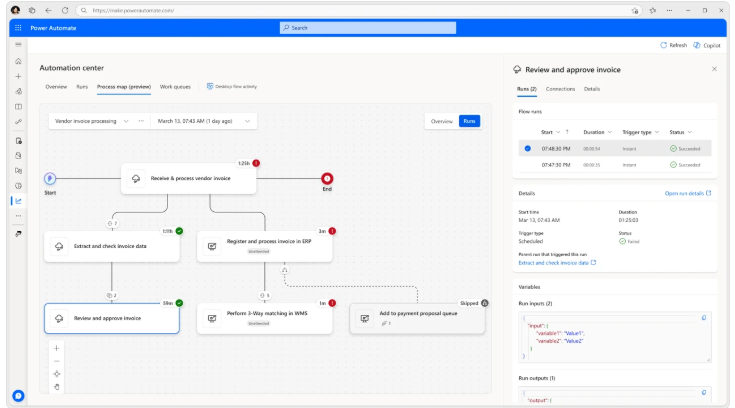 https://make.powerautomate.com/
Power Automate
Search
Refresh
Copilot
Automation center
Overview
Runs
Process map (preview)
Work queues
Desktop flow activity
Vendor invoice processing
March 13, 07:43 AM (1 day ago)
Overview
Runs
1:25h
Receive & process vendor invoice
Start
End
7
1:11h
Extract and check invoice data
3m
Register and process invoice in ERP
Unattended
2
5
39m
Review and approve invoice
1m
Perform 3-Way matching in WMS
Unattended
Skipped
Add to payment proposal queue
1
Review and approve invoice
Runs (2)
Connections
Details
Flow runs
Start
Duration
Trigger type
Status
07:48:30 PM
00:00:34
Instant
Succeeded
07:47:30 PM
00:00:35
Instant
Succeeded
Details
Open run details
Start time
Duration
Mar 13, 07:43 AM
01:25:03
Trigger type
Status
Scheduled
Failed
Parent run that triggered this run
Extract and check invoice data
Variables
Run inputs (2)
{
"input": {
"variable1": "Value1",
"variable2": "Value2"
}
}
Run outputs (1)
{
"output": {